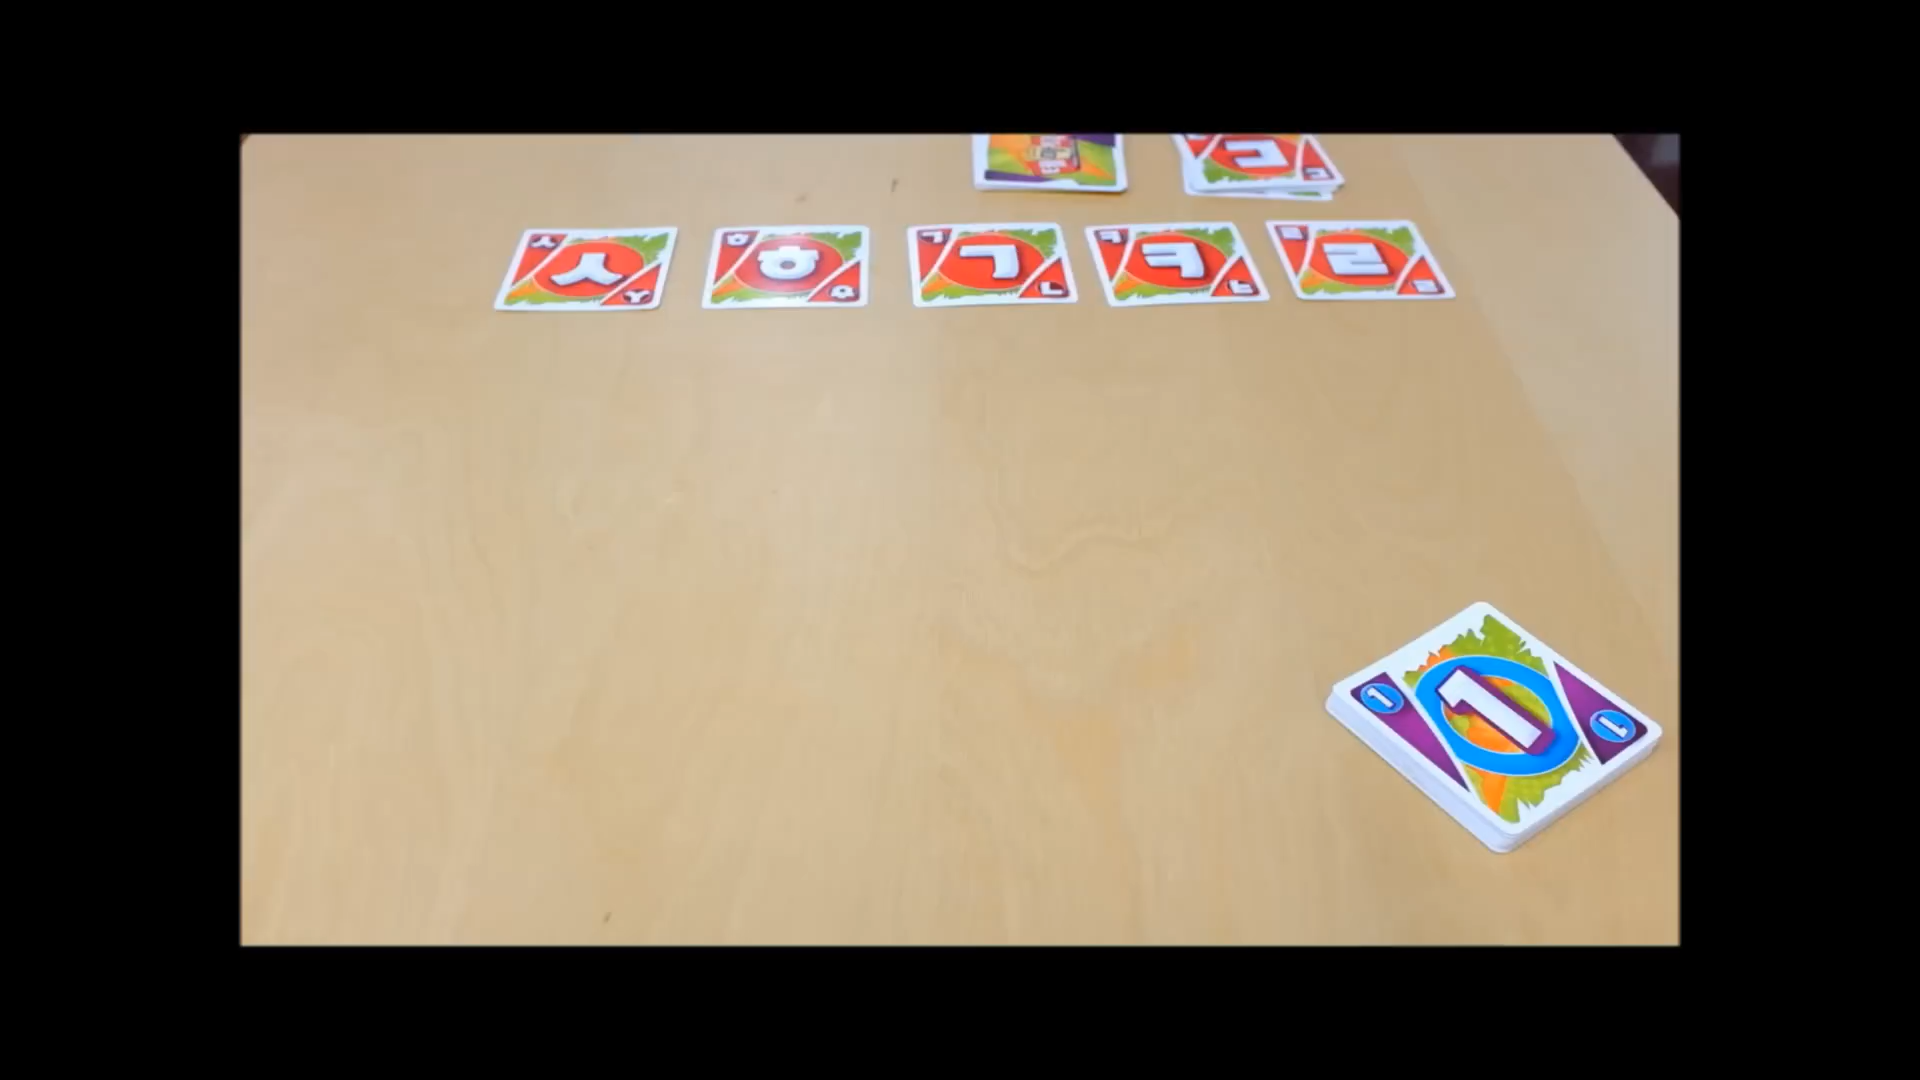 ㄷ
ㅅ ㅎ ㄱ ㅋ ㄹ
1